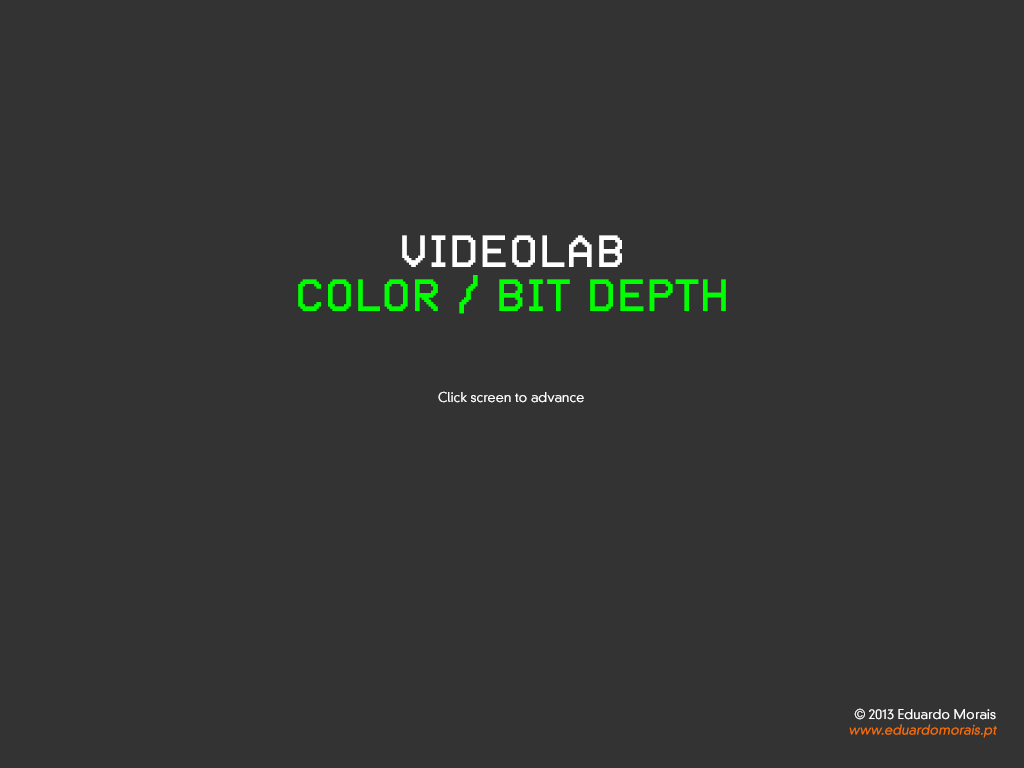 VIDEOLAB
COLOR / BIT DEPTH
Click screen to advance
© 2013 Eduardo Morais
www.eduardomorais.pt